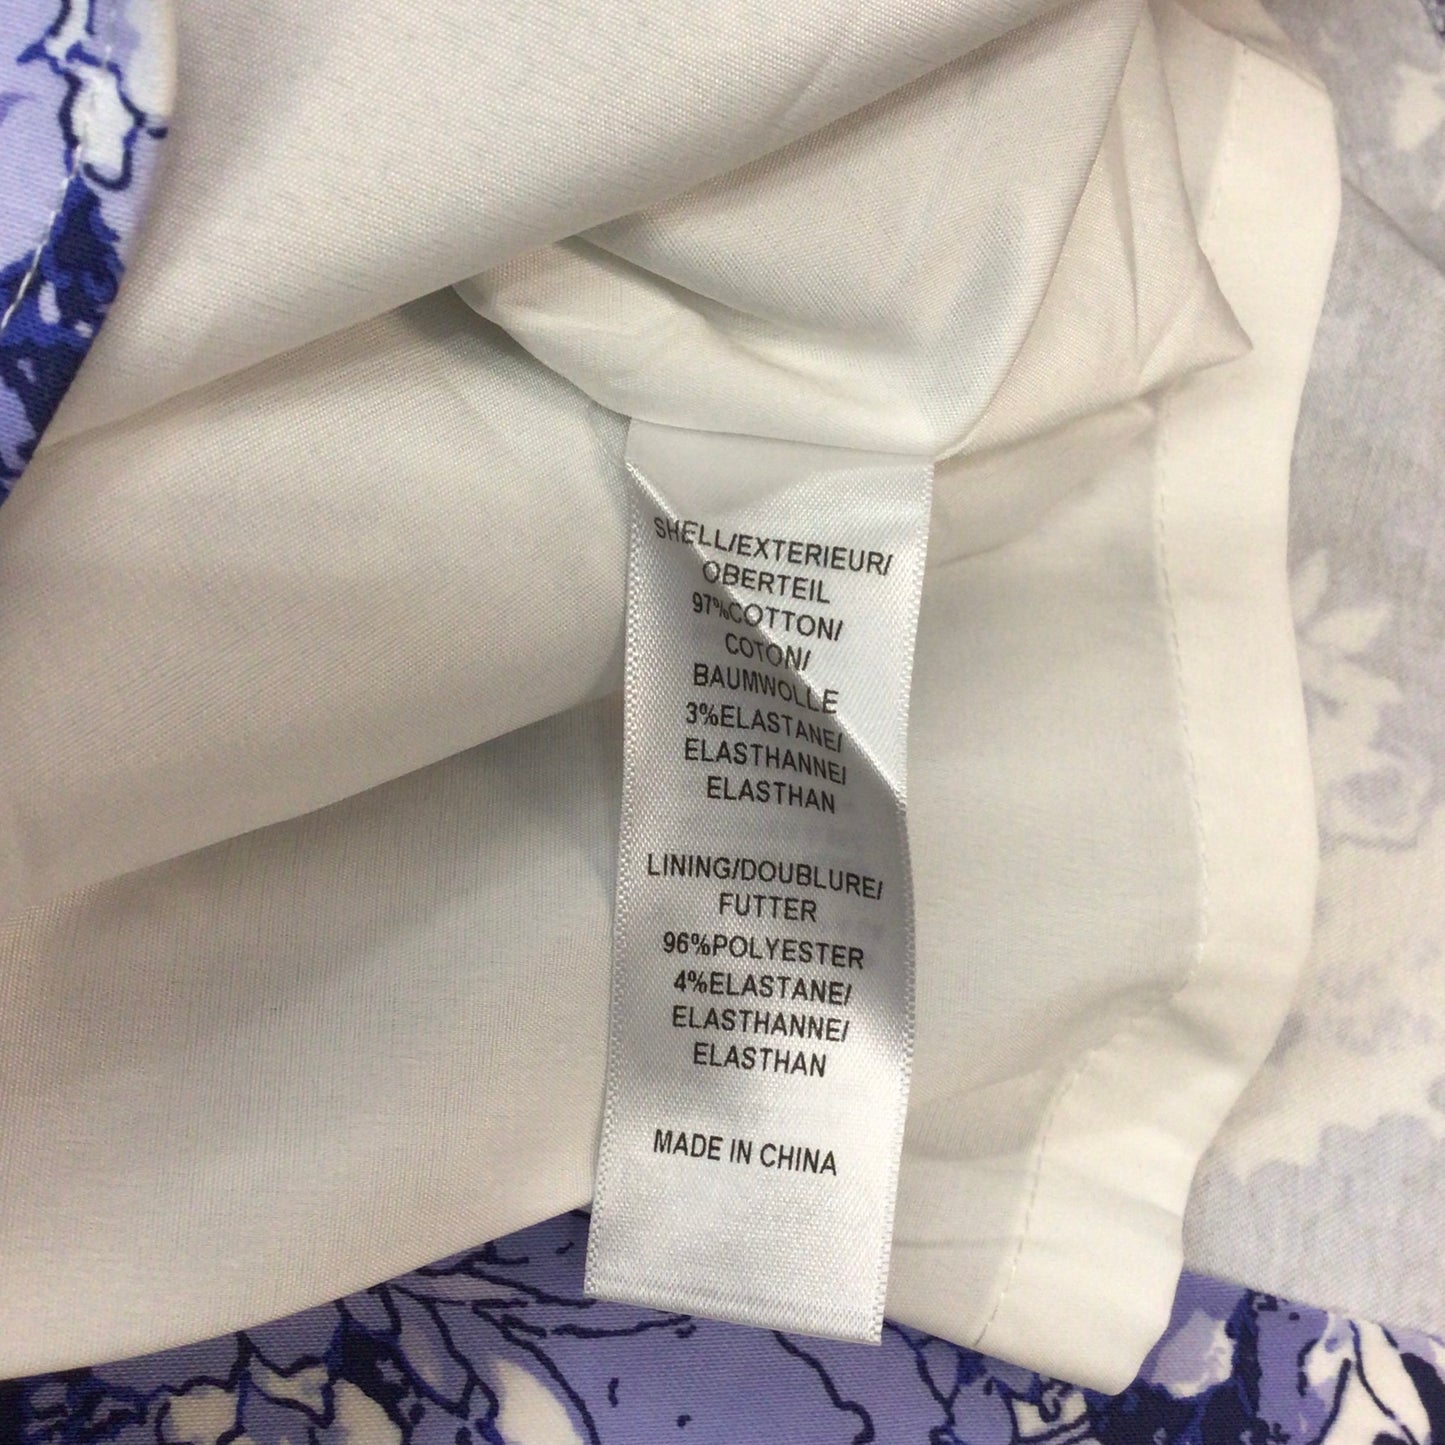 SHELL/EXTERIEUR/
OBERTEIL
97%COTTON/
COTON/
BAUMWOLLE
3%ELASTANE/
ELASTHANNE/
ELASTHAN
LINING/DOUBLURE/
FUTTER
96%POLYESTER
4%ELASTANE/
ELASTHANNE/
ELASTHAN
MADE IN CHINA